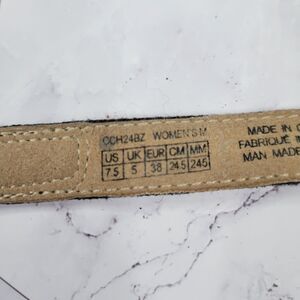 CCH24BZ WOMEN'S M
US UK EUR CM MM
7.5 5 38 24.5 245
MADE IN
FABRIQUÉ
MAN MADE